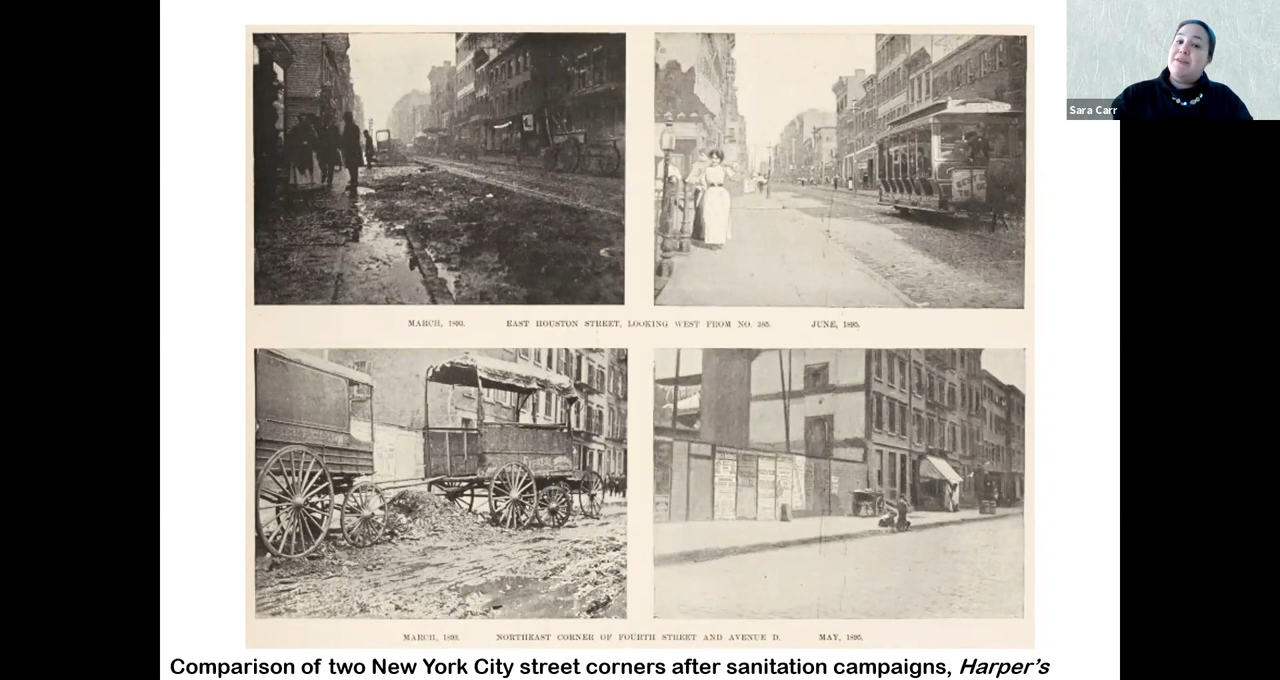 Sara Carr
MARCH, 1893. EAST HOUSTON STREET, LOOKING WEST FROM NO. 385. JUNE, 1895.
MARCH, 1893. NORTHEAST CORNER OF FOURTH STREET AND AVENUE D. MAY, 1895.
Comparison of two New York City street corners after sanitation campaigns, Harper's